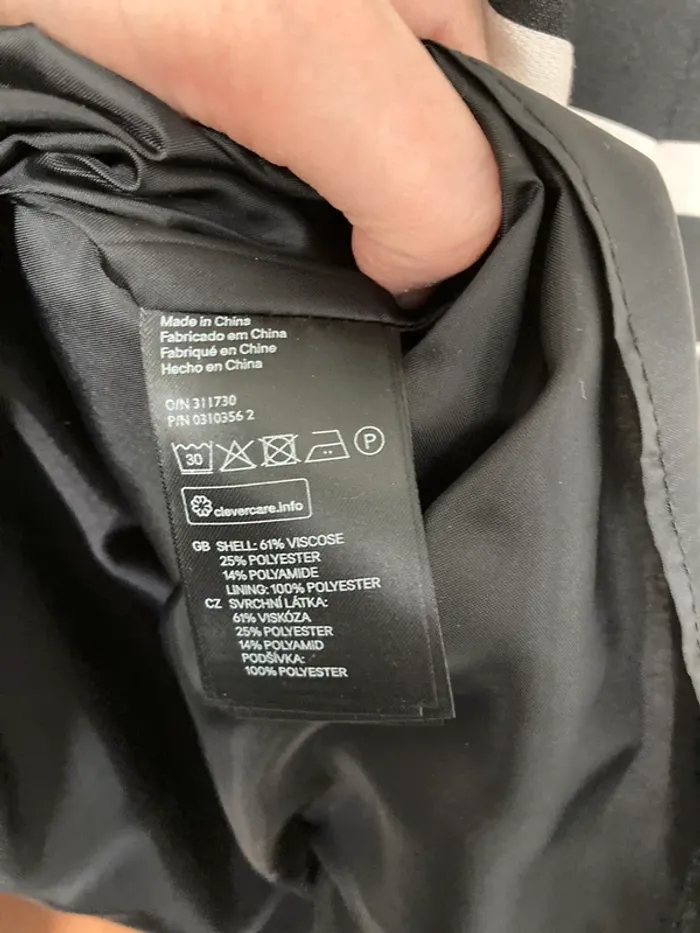 Made in China
Fabricado em China
Fabriqué en Chine
Hecho en China
O/N 311730
P/N 0310356 2
30 P
clevercare.info
GB SHELL: 61% VISCOSE
25% POLYESTER
14% POLYAMIDE
LINING: 100% POLYESTER
CZ SVRCHNÍ LÁTKA:
61% VISKÓZA
25% POLYESTER
14% POLYAMID
PODŠÍVKA:
100% POLYESTER